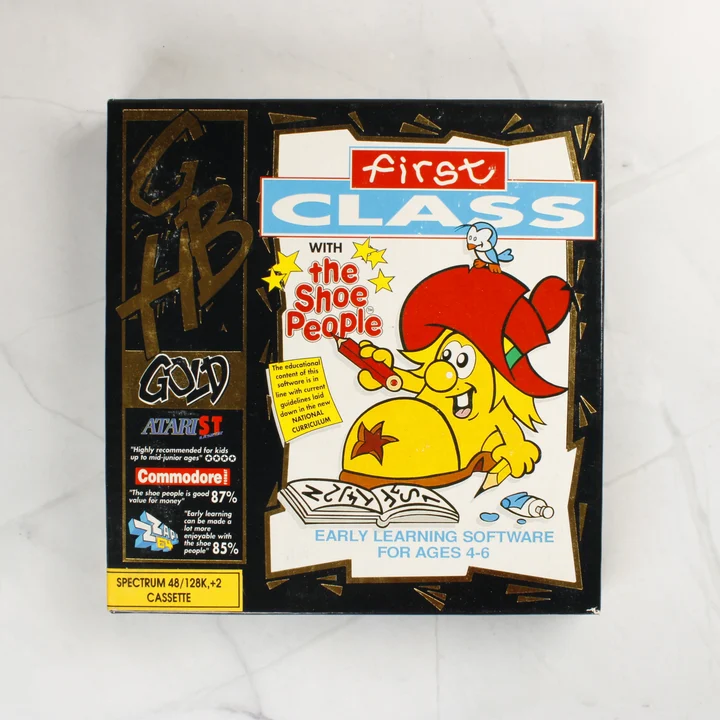 GBH
GOLD
ATARI ST
"Highly recommended for kids
up to mid-junior ages"
Commodore
"The shoe people is good
value for money" 87%
ZZAP!
64
"Early learning
can be made a
lot more
enjoyable with
the shoe
people" 85%
SPECTRUM 48/128K,+2
CASSETTE
first
CLASS
WITH
the
Shoe
People
TM
The educational
content of this
software is in
line with current
guidelines laid
down in the new
NATIONAL
CURRICULUM
EARLY LEARNING SOFTWARE
FOR AGES 4-6